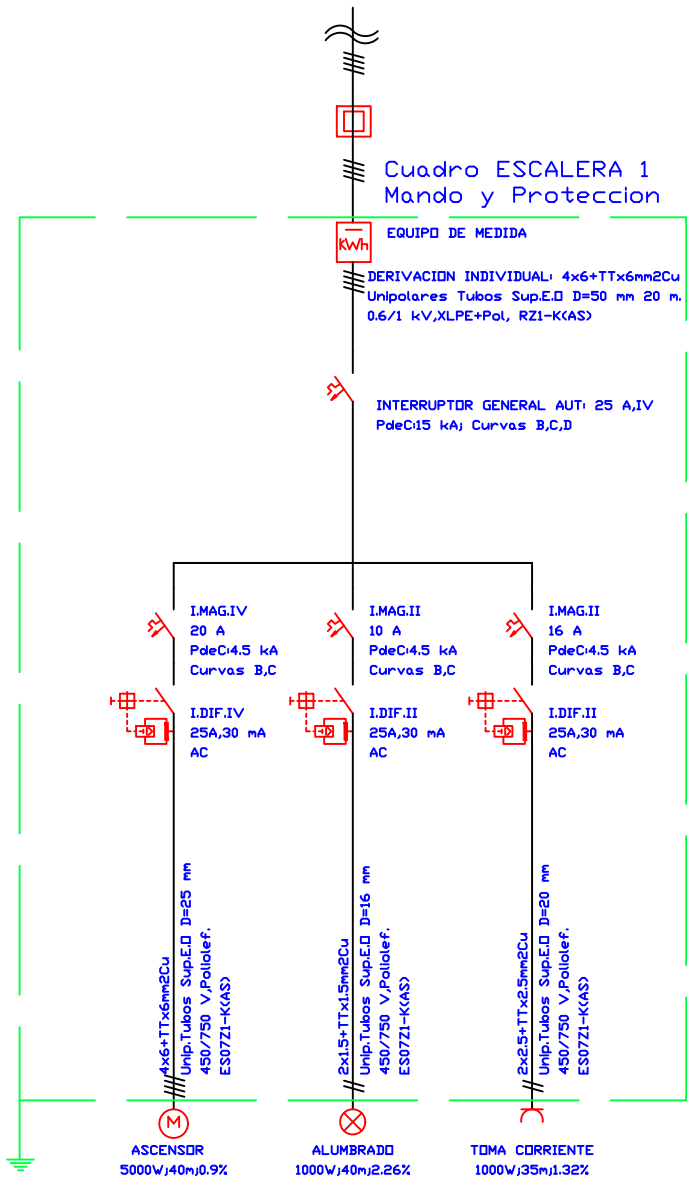 Cuadro ESCALERA 1
Mando y Proteccion
KWh
EQUIPO DE MEDIDA
DERIVACION INDIVIDUAL: 4x6+TTx6mm2Cu
Unipolares Tubos Sup.E.O D=50 mm 20 m.
0.6/1 kV,XLPE+Pol, RZ1-K(AS)
INTERRUPTOR GENERAL AUT: 25 A,IV
PdeC:15 kA; Curvas B,C,D
I.MAG.IV
20 A
PdeC:4.5 kA
Curvas B,C
I.DIF.IV
25A,30 mA
AC
I.MAG.II
10 A
PdeC:4.5 kA
Curvas B,C
I.DIF.II
25A,30 mA
AC
I.MAG.II
16 A
PdeC:4.5 kA
Curvas B,C
I.DIF.II
25A,30 mA
AC
4x6+TTx6mm2Cu
Unip.Tubos Sup.E.O D=25 mm
450/750 V,Poliolef.
ES07Z1-K(AS)
2x1.5+TTx1.5mm2Cu
Unip.Tubos Sup.E.O D=16 mm
450/750 V,Poliolef.
ES07Z1-K(AS)
2x2.5+TTx2.5mm2Cu
Unip.Tubos Sup.E.O D=20 mm
450/750 V,Poliolef.
ES07Z1-K(AS)
M
ASCENSOR
5000W;40m;0.9%
ALUMBRADO
1000W;40m;2.26%
TOMA CORRIENTE
1000W;35m;1.32%